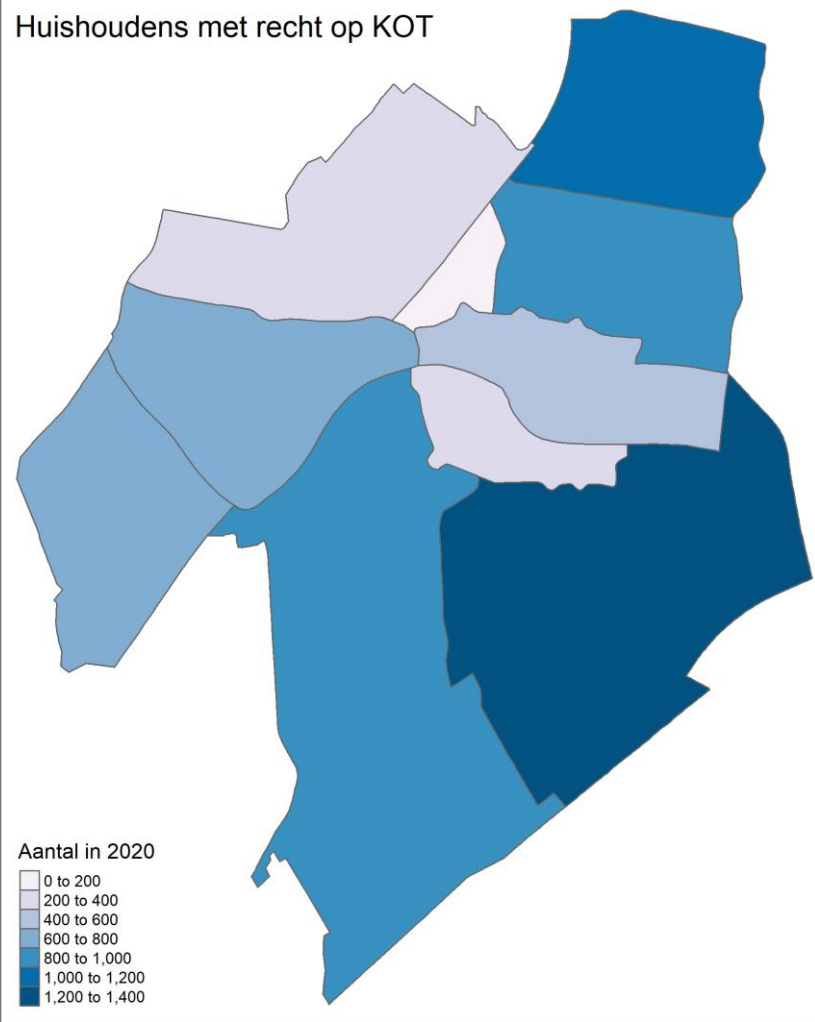 Huishoudens met recht op KOT
Aantal in 2020
0 to 200
200 to 400
400 to 600
600 to 800
800 to 1,000
1,000 to 1,200
1,200 to 1,400